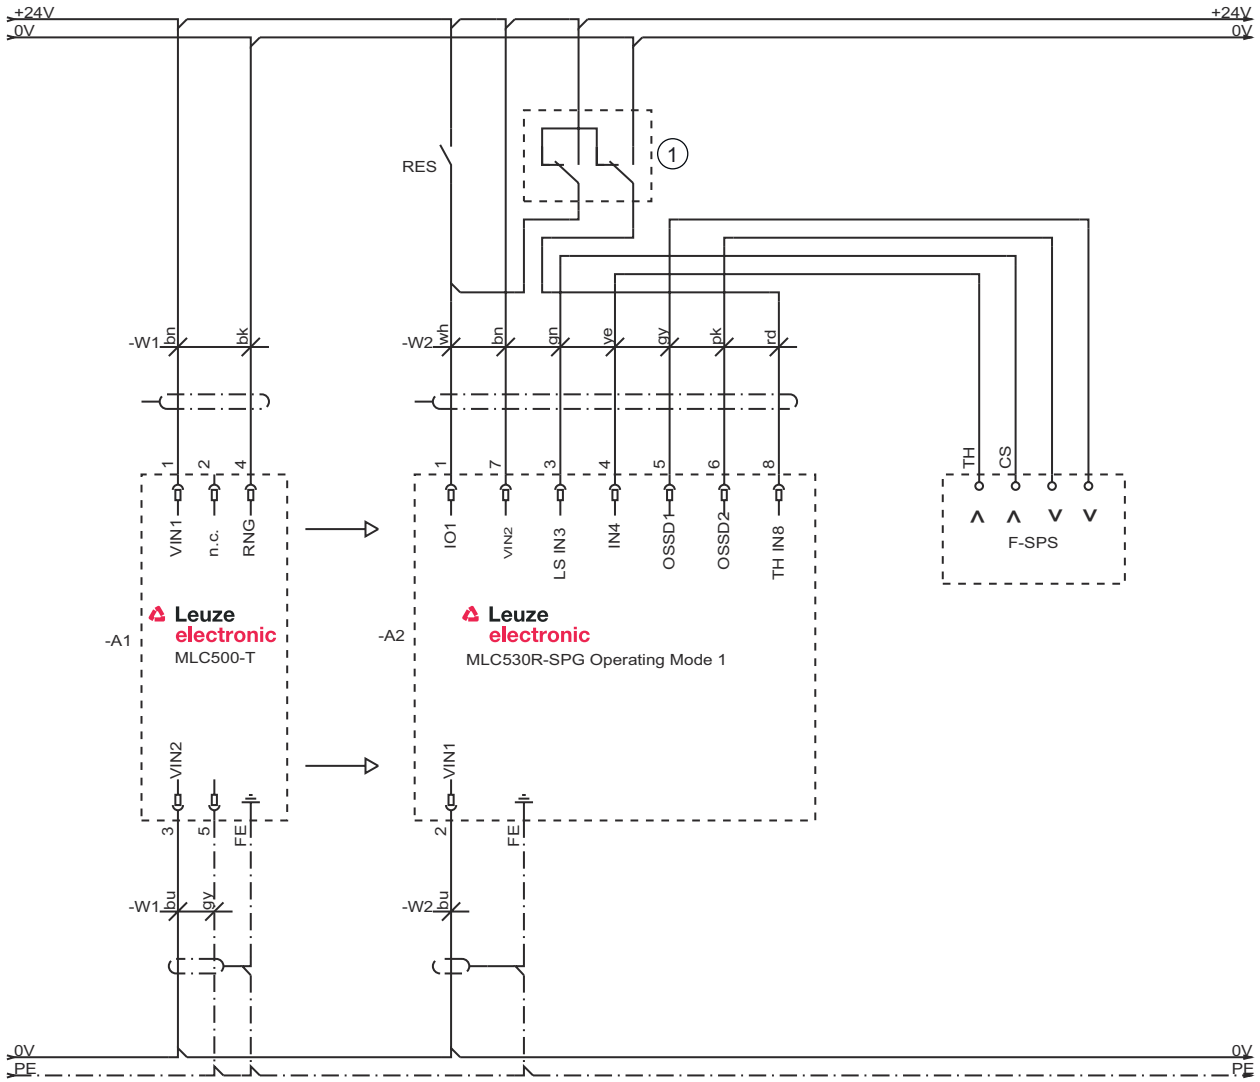 +24V +24V
0V 0V
RES
1
-W1 bn bk
-W2 wh bn gn ye gy pk rd
1 2 4
1 7 3 4 5 6 8
TH CS
VIN1 n.c. RNG
IO1 VIN2 LS IN3 IN4 OSSD1 OSSD2 TH IN8
F-SPS
Leuze
electronic
MLC500-T
-A1
Leuze
electronic
MLC530R-SPG Operating Mode 1
-A2
VIN2
VIN1
3 5 FE
2 FE
-W1 bu gy
-W2 bu
0V 0V
PE PE